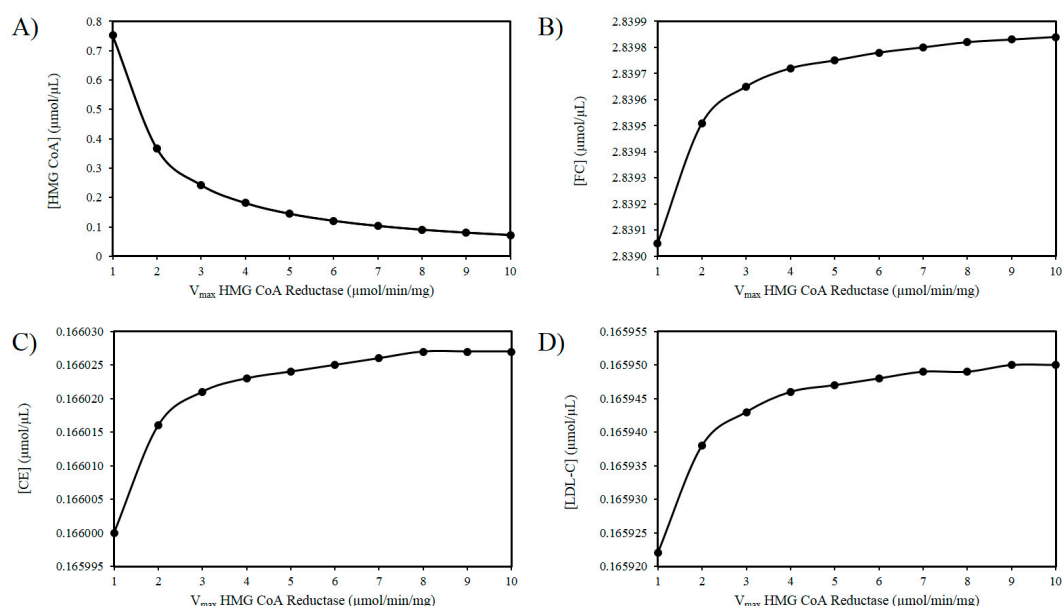 A)
[HMG CoA] (µmol/µL)
0.8
0.7
0.6
0.5
0.4
0.3
0.2
0.1
0
1 2 3 4 5 6 7 8 9 10
Vmax HMG CoA Reductase (µmol/min/mg)
B)
[FC] (µmol/µL)
2.8399
2.8398
2.8397
2.8396
2.8395
2.8394
2.8393
2.8392
2.8391
2.8390
1 2 3 4 5 6 7 8 9 10
Vmax HMG CoA Reductase (µmol/min/mg)
C)
[CE] (µmol/µL)
0.166030
0.166025
0.166020
0.166015
0.166010
0.166005
0.166000
0.165995
1 2 3 4 5 6 7 8 9 10
Vmax HMG CoA Reductase (µmol/min/mg)
D)
[LDL-C] (µmol/µL)
0.165955
0.165950
0.165945
0.165940
0.165935
0.165930
0.165925
0.165920
1 2 3 4 5 6 7 8 9 10
Vmax HMG CoA Reductase (µmol/min/mg)